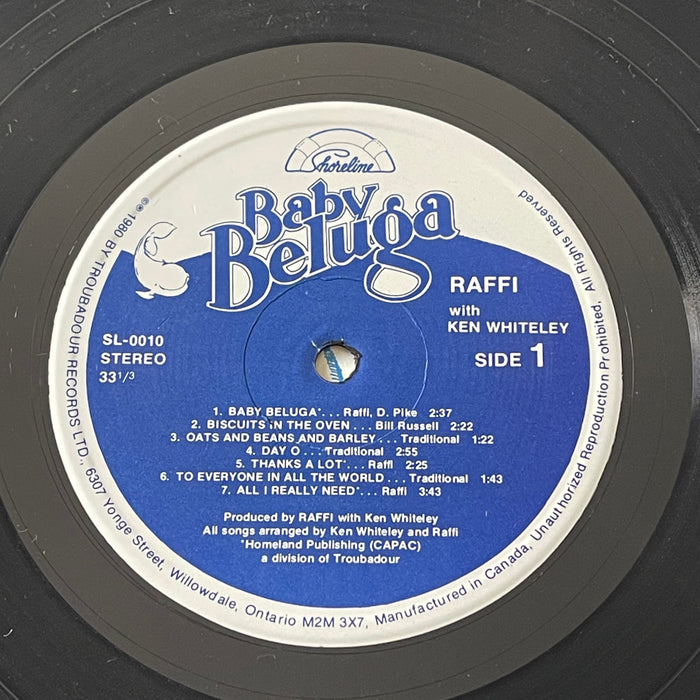 Shoreline
Baby
Beluga
RAFFI
with
KEN WHITELEY
SIDE 1
SL-0010
STEREO
33 1/3
1. BABY BELUGA* . . . Raffi, D. Pike 2:37
2. BISCUITS IN THE OVEN . . . Bill Russell 2:22
3. OATS AND BEANS AND BARLEY . . . Traditional 1:22
4. DAY O . . . Traditional 2:55
5. THANKS A LOT* . . . Raffi 2:25
6. TO EVERYONE IN ALL THE WORLD . . . Traditional 1:43
7. ALL I REALLY NEED* . . . Raffi 3:43
Produced by RAFFI with Ken Whiteley
All songs arranged by Ken Whiteley and Raffi
*Homeland Publishing (CAPAC)
a division of Troubadour
©℗ 1980 BY TROUBADOUR RECORDS LTD., 6307 Yonge Street, Willowdale, Ontario M2M 3X7, Manufactured in Canada, Unauthorized Reproduction Prohibited, All Rights Reserved